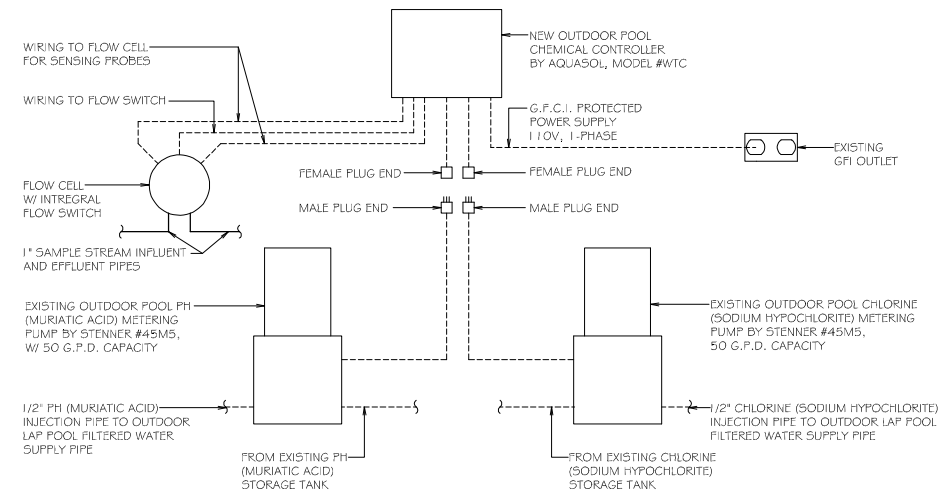 WIRING TO FLOW CELL
FOR SENSING PROBES
WIRING TO FLOW SWITCH
FLOW CELL
W/ INTREGRAL
FLOW SWITCH
1" SAMPLE STREAM INFLUENT
AND EFFLUENT PIPES
NEW OUTDOOR POOL
CHEMICAL CONTROLLER
BY AQUASOL, MODEL #WTC
G.F.C.I. PROTECTED
POWER SUPPLY
110V, 1-PHASE
EXISTING
GFI OUTLET
FEMALE PLUG END
FEMALE PLUG END
MALE PLUG END
MALE PLUG END
EXISTING OUTDOOR POOL PH
(MURIATIC ACID) METERING
PUMP BY STENNER #45M5,
W/ 50 G.P.D. CAPACITY
EXISTING OUTDOOR POOL CHLORINE
(SODIUM HYPOCHLORITE) METERING
PUMP BY STENNER #45M5,
50 G.P.D. CAPACITY
1/2" PH (MURIATIC ACID)
INJECTION PIPE TO OUTDOOR
LAP POOL FILTERED WATER
SUPPLY PIPE
1/2" CHLORINE (SODIUM HYPOCHLORITE)
INJECTION PIPE TO OUTDOOR LAP POOL
FILTERED WATER SUPPLY PIPE
FROM EXISTING PH
(MURIATIC ACID)
STORAGE TANK
FROM EXISTING CHLORINE
(SODIUM HYPOCHLORITE)
STORAGE TANK